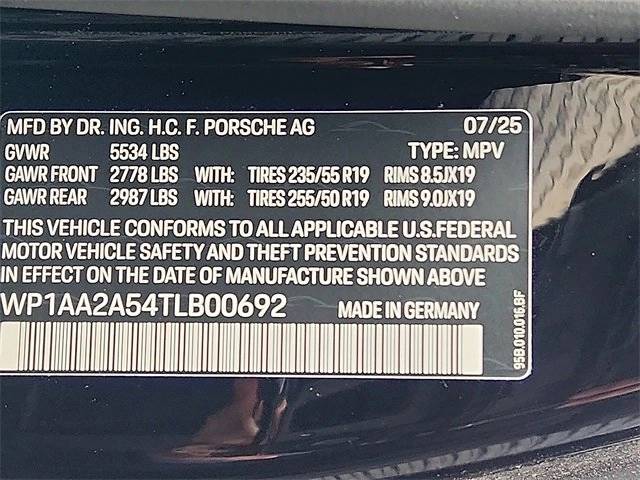 MFD BY DR. ING. H.C. F. PORSCHE AG 07/25
GVWR 5534 LBS TYPE: MPV
GAWR FRONT 2778 LBS WITH: TIRES 235/55 R19 RIMS 8.5JX19
GAWR REAR 2987 LBS WITH: TIRES 255/50 R19 RIMS 9.0JX19
THIS VEHICLE CONFORMS TO ALL APPLICABLE U.S.FEDERAL
MOTOR VEHICLE SAFETY AND THEFT PREVENTION STANDARDS
IN EFFECT ON THE DATE OF MANUFACTURE SHOWN ABOVE
WP1AA2A54TLB00692 MADE IN GERMANY
95B.010.016.BF